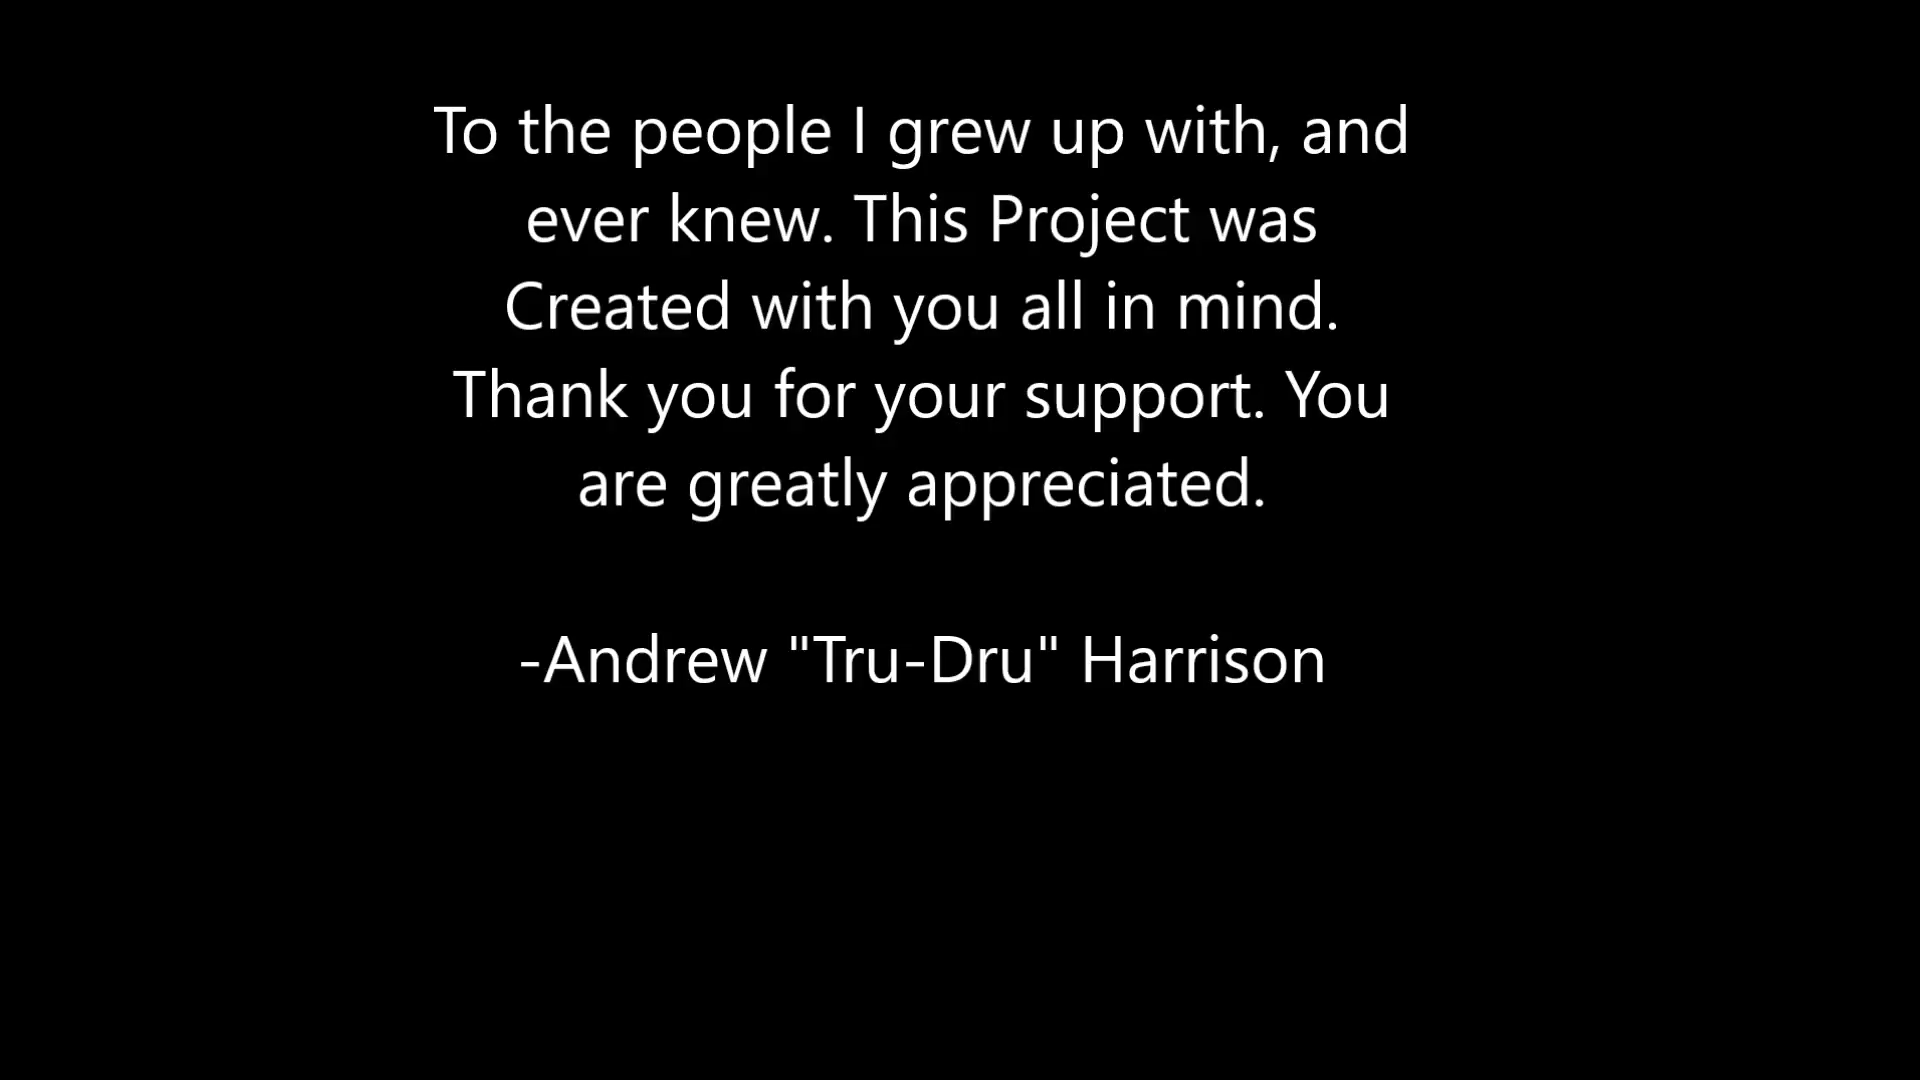 To the people I grew up with, and
ever knew. This Project was
Created with you all in mind.
Thank you for your support. You
are greatly appreciated.
-Andrew "Tru-Dru" Harrison